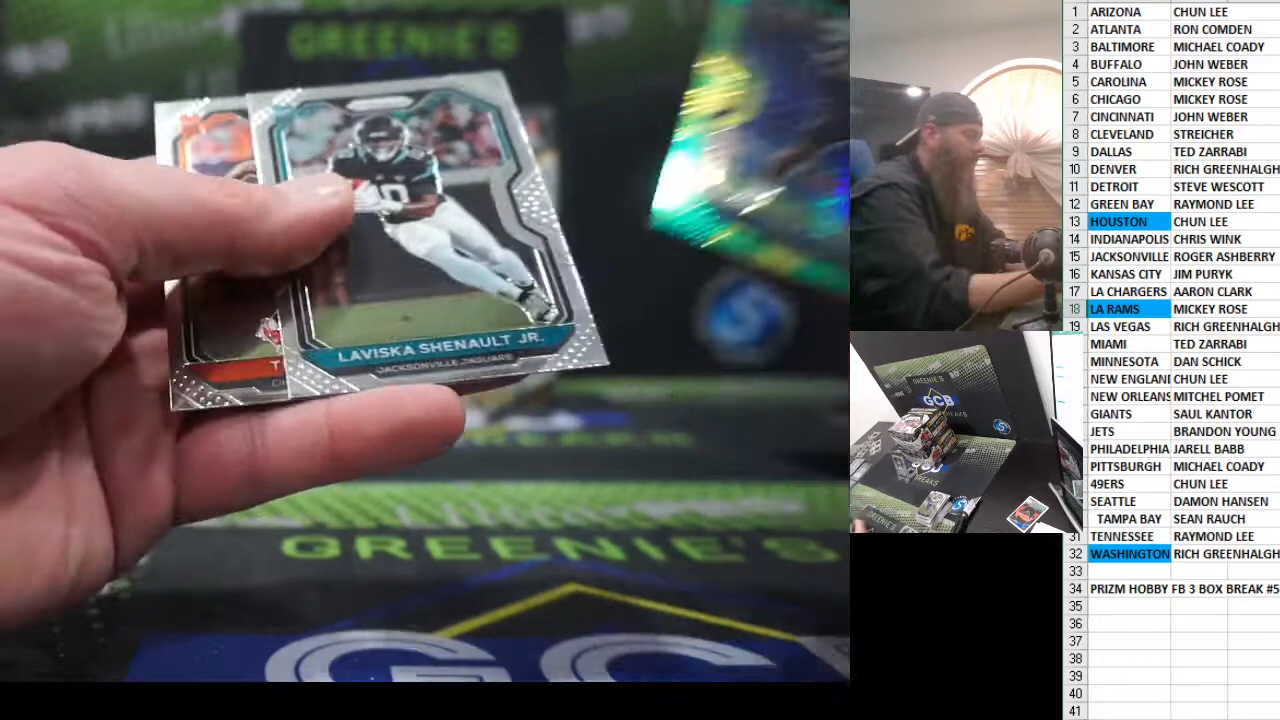 GREENIE'S
LAVISKA SHENAULT JR.
JACKSONVILLE JAGUARS
GREENIE'S
GCB
GREENIE'S
GCB
BREAKS
1 ARIZONA CHUN LEE
2 ATLANTA RON COMDEN
3 BALTIMORE MICHAEL COADY
4 BUFFALO JOHN WEBER
5 CAROLINA MICKEY ROSE
6 CHICAGO MICKEY ROSE
7 CINCINNATI JOHN WEBER
8 CLEVELAND STREICHER
9 DALLAS TED ZARRABI
10 DENVER RICH GREENHALGH
11 DETROIT STEVE WESCOTT
12 GREEN BAY RAYMOND LEE
13 HOUSTON CHUN LEE
14 INDIANAPOLIS CHRIS WINK
15 JACKSONVILLE ROGER ASHBERRY
16 KANSAS CITY JIM PURYK
17 LA CHARGERS AARON CLARK
18 LA RAMS MICKEY ROSE
19 LAS VEGAS RICH GREENHALGH
MIAMI TED ZARRABI
MINNESOTA DAN SCHICK
NEW ENGLAND CHUN LEE
NEW ORLEANS MITCHEL POMET
GIANTS SAUL KANTOR
JETS BRANDON YOUNG
PHILADELPHIA JARELL BABB
PITTSBURGH MICHAEL COADY
49ERS CHUN LEE
SEATTLE DAMON HANSEN
TAMPA BAY SEAN RAUCH
31 TENNESSEE RAYMOND LEE
32 WASHINGTON RICH GREENHALGH
33
34 PRIZM HOBBY FB 3 BOX BREAK #5
35
36
37
38
39
40
41